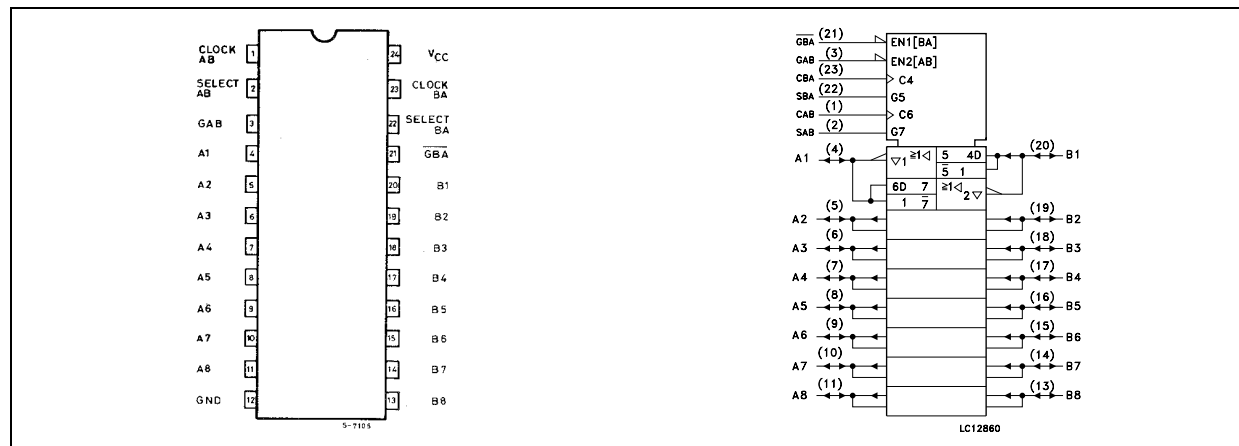 CLOCK AB 1 24 VCC
SELECT AB 2 23 CLOCK BA
GAB 3 22 SELECT BA
A1 4 21 G̅B̅A̅
A2 5 20 B1
A3 6 19 B2
A4 7 18 B3
A5 8 17 B4
A6 9 16 B5
A7 10 15 B6
A8 11 14 B7
GND 12 13 B8
S-7105
G̅B̅A̅ (21) EN1[BA]
GAB (3) EN2[AB]
CBA (23) C4
SBA (22) G5
CAB (1) C6
SAB (2) G7
A1 (4) ▽1 ≥1◁ 5 4D (20) B1
5̅ 1
6D 7 ≥1◁ 2▽
1 7̅
A2 (5) (19) B2
A3 (6) (18) B3
A4 (7) (17) B4
A5 (8) (16) B5
A6 (9) (15) B6
A7 (10) (14) B7
A8 (11) (13) B8
LC12860